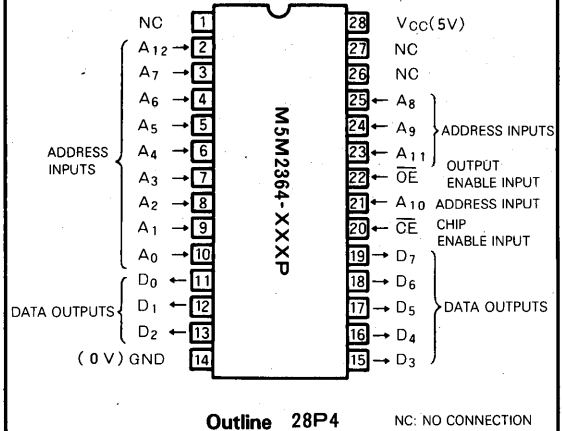 NC 1 28 VCC(5V)
A12 → 2 27 NC
A7 → 3 26 NC
A6 → 4 25 ← A8
A5 → 5 24 ← A9 ADDRESS INPUTS
ADDRESS INPUTS A4 → 6 23 ← A11
A3 → 7 22 ← OE OUTPUT ENABLE INPUT
A2 → 8 21 ← A10 ADDRESS INPUT
A1 → 9 20 ← CE CHIP ENABLE INPUT
A0 → 10 19 → D7
D0 ← 11 18 → D6
DATA OUTPUTS D1 ← 12 17 → D5 DATA OUTPUTS
D2 ← 13 16 → D4
(0V) GND 14 15 → D3
M5M2364-XXXP
Outline 28P4 NC: NO CONNECTION